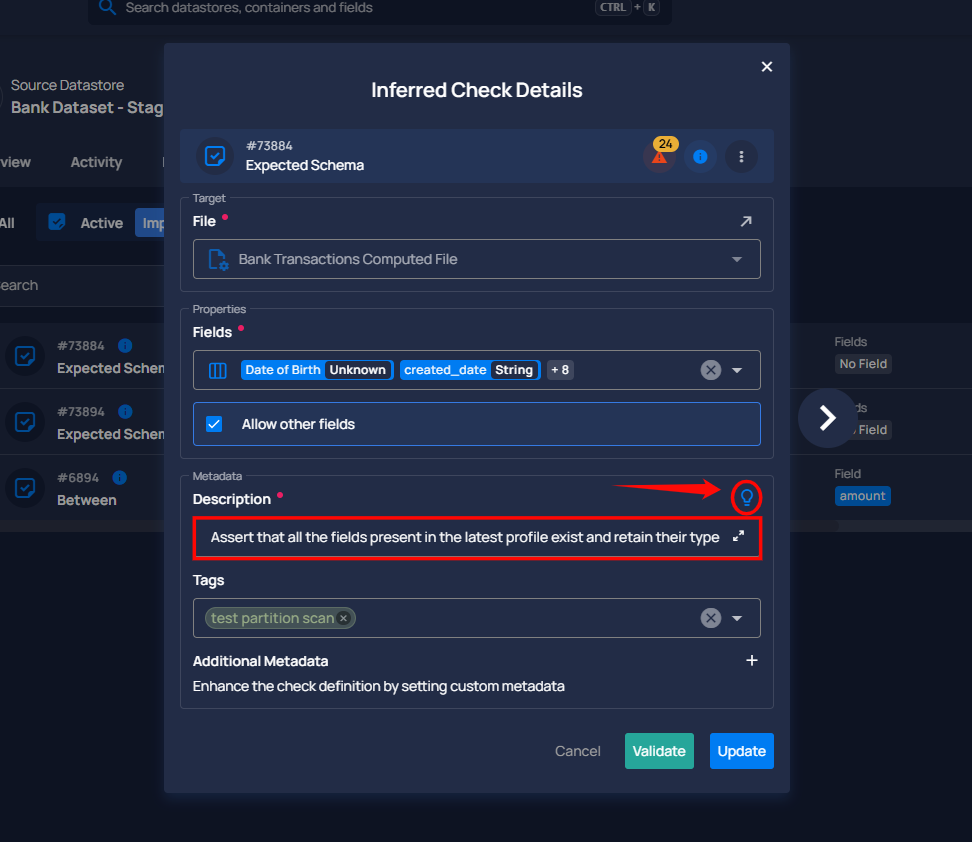 Search datastores, containers and fields
CTRL + K
Source Datastore
Bank Dataset - Stag
view
Activity
All
Active
Imp
earch
#73884
Expected Schem
#73894
Expected Schem
#6894
Between
Inferred Check Details
#73884
Expected Schema
24
Target
File
Bank Transactions Computed File
Properties
Fields
Date of Birth Unknown created_date String + 8
Allow other fields
Metadata
Description
Assert that all the fields present in the latest profile exist and retain their type
Tags
test partition scan
Additional Metadata
Enhance the check definition by setting custom metadata
Cancel
Validate
Update
Fields
No Field
ds
Field
Field
amount